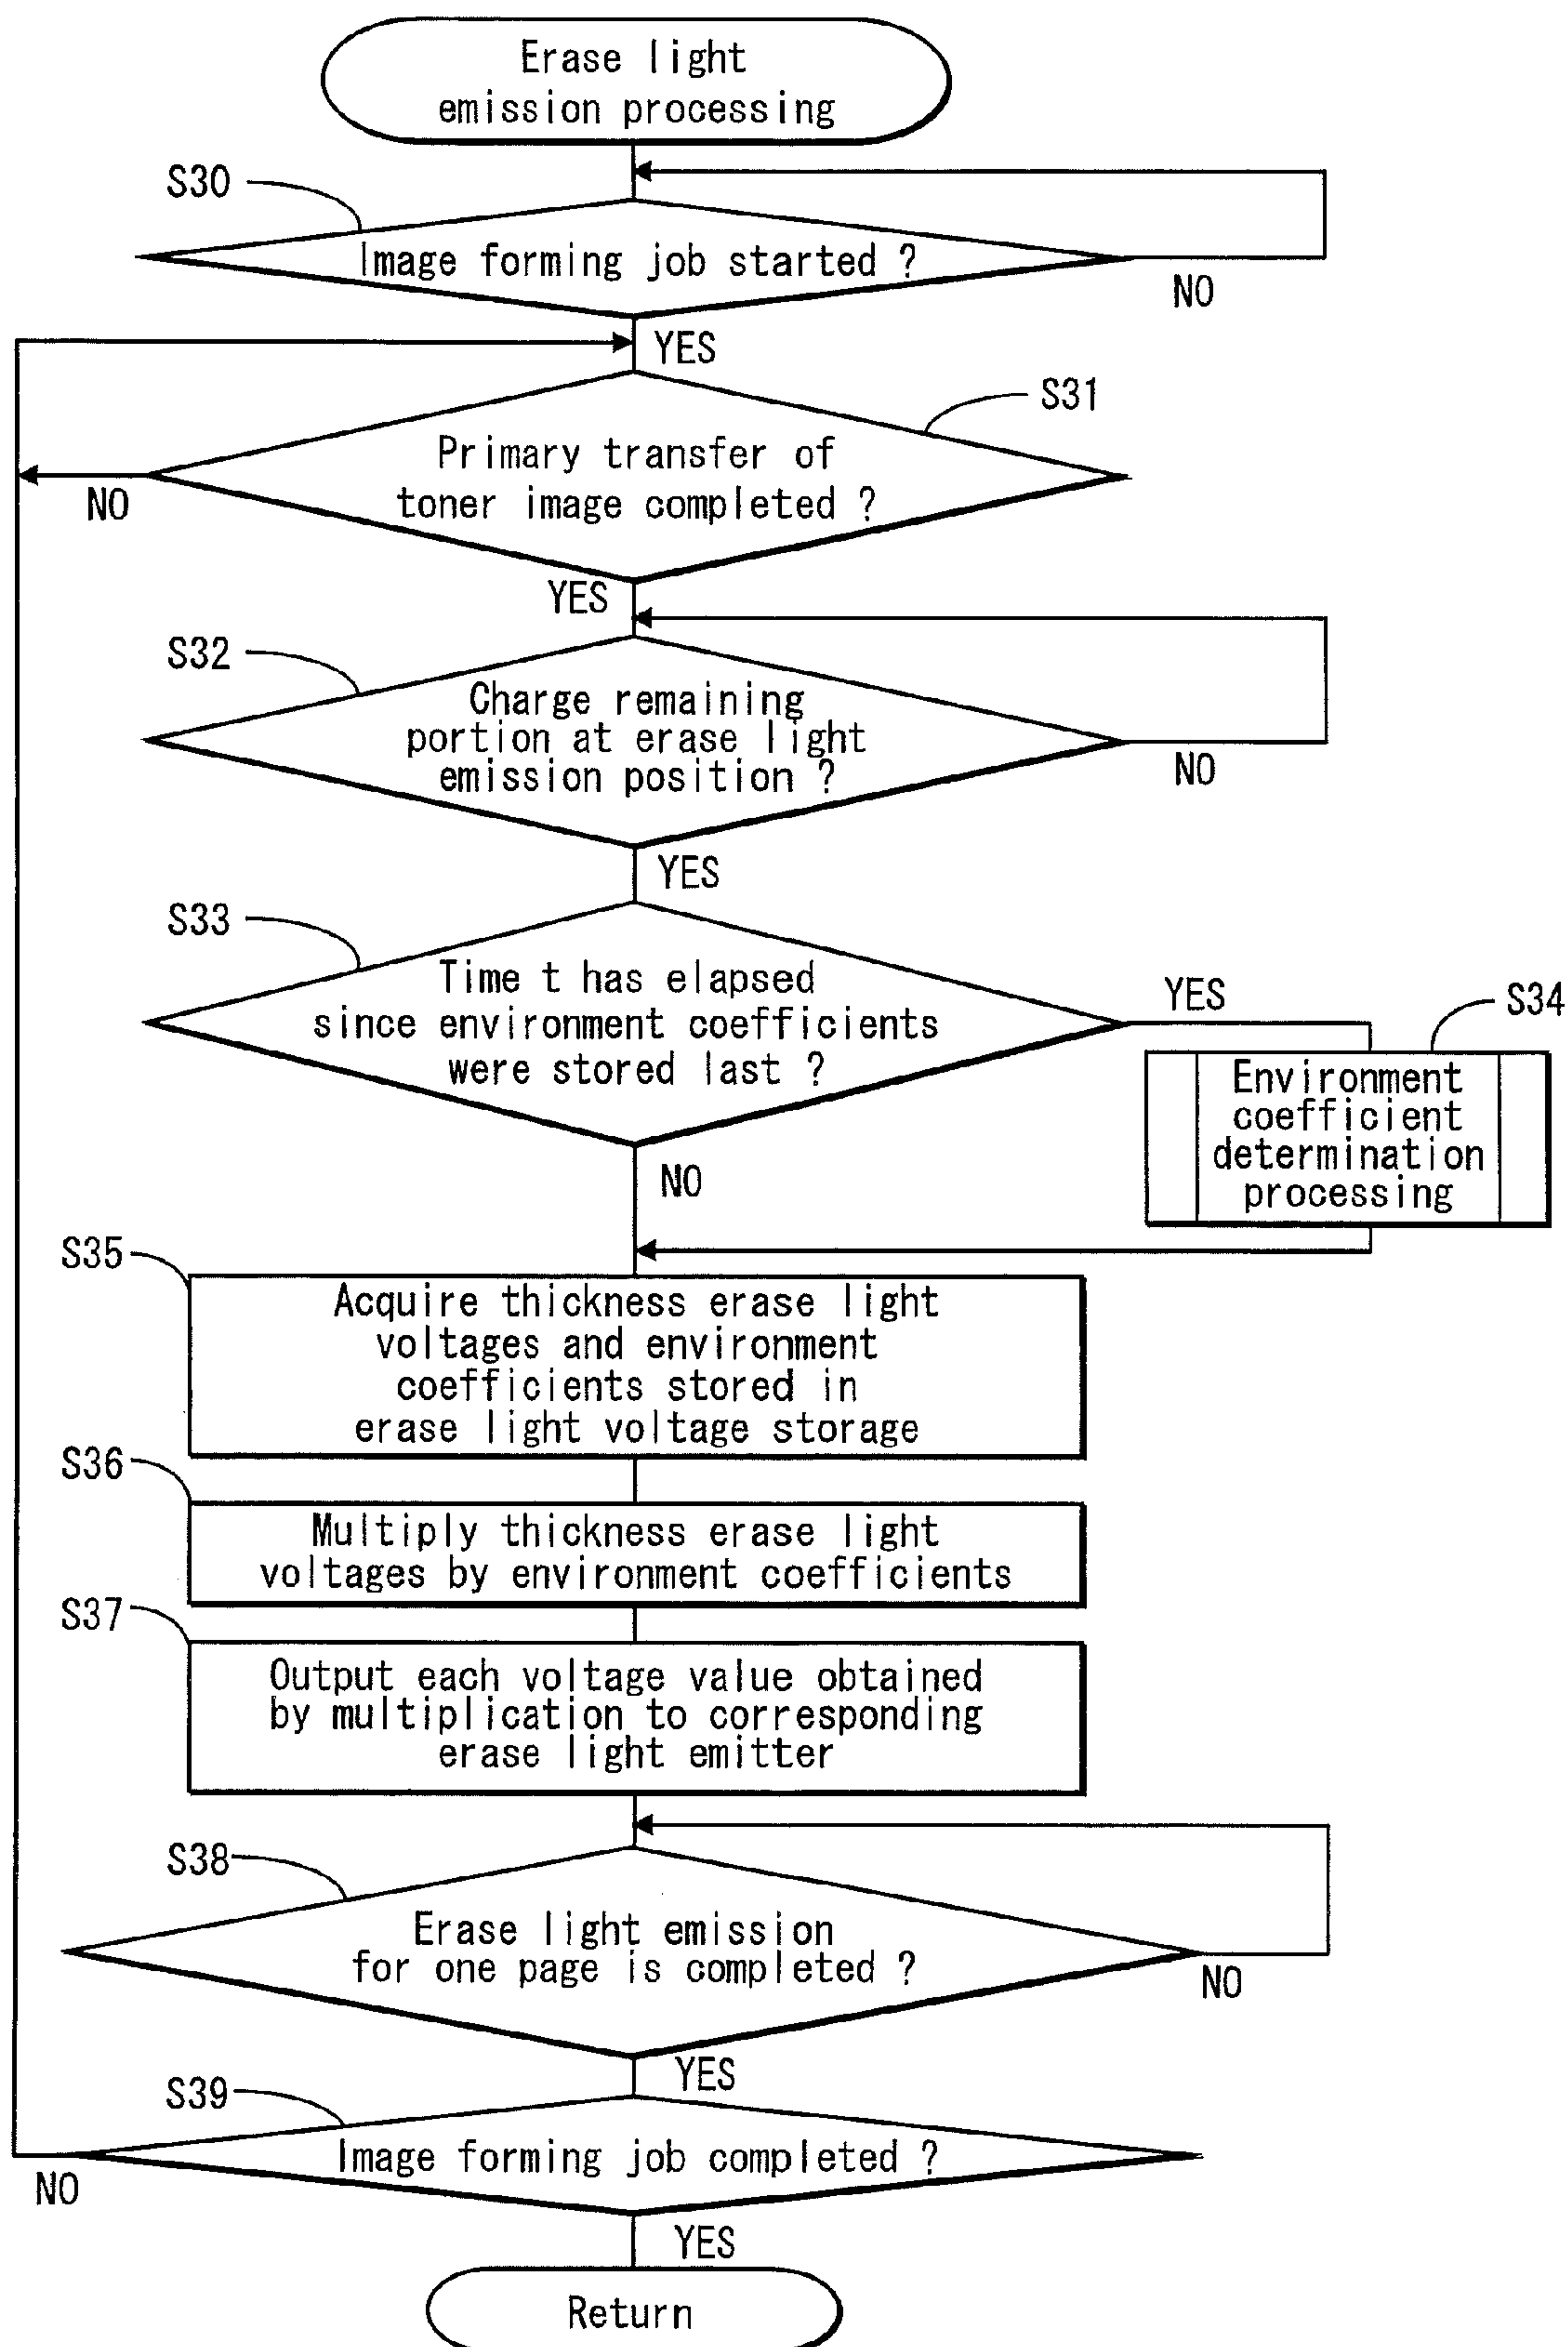 Erase light
emission processing
S30
Image forming job started ?
NO
YES
S31
Primary transfer of
toner image completed ?
NO
YES
S32
Charge remaining
portion at erase light
emission position ?
NO
YES
S33
Time t has elapsed
since environment coefficients
were stored last ?
YES
S34
Environment
coefficient
determination
processing
NO
S35
Acquire thickness erase light
voltages and environment
coefficients stored in
erase light voltage storage
S36
Multiply thickness erase light
voltages by environment coefficients
S37
Output each voltage value obtained
by multiplication to corresponding
erase light emitter
S38
Erase light emission
for one page is completed ?
NO
YES
S39
Image forming job completed ?
NO
YES
Return